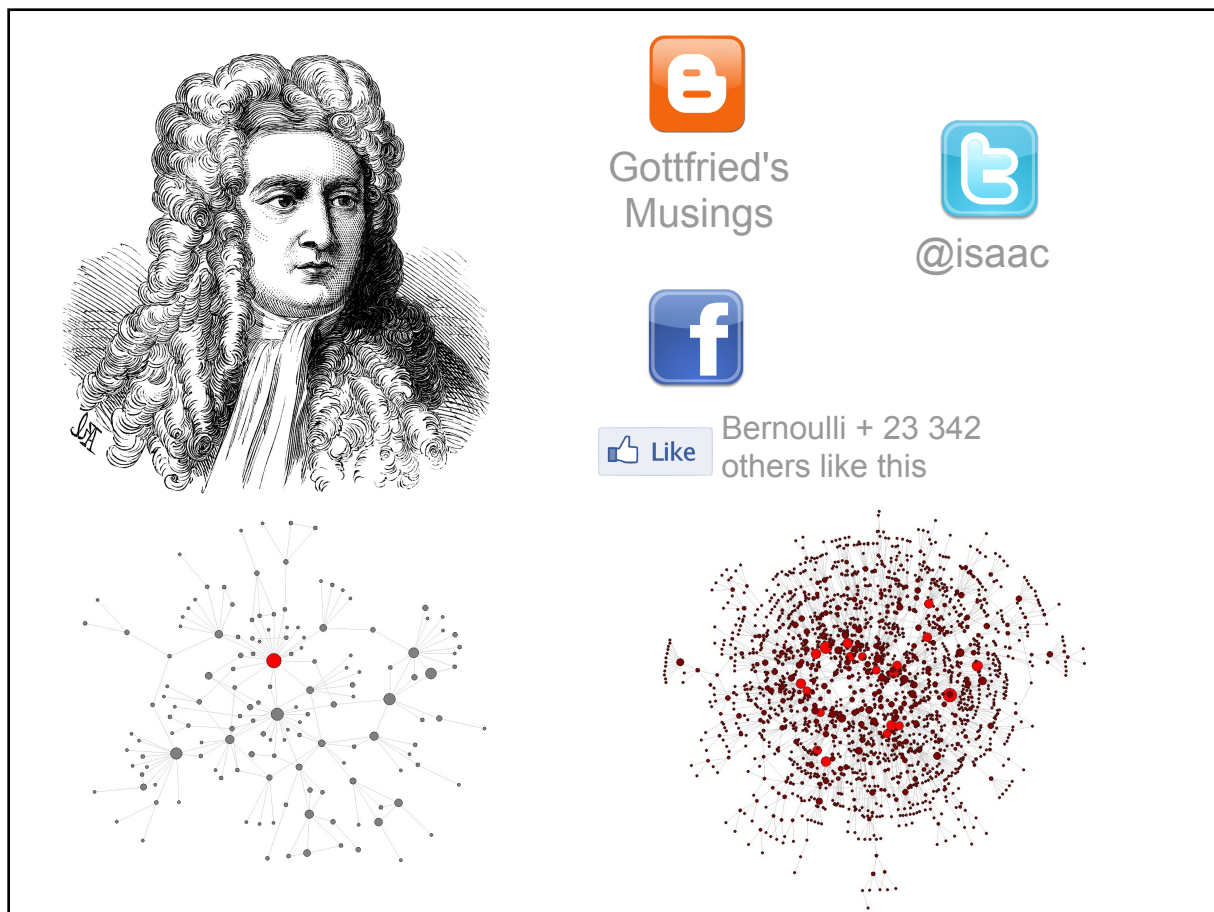 Gottfried's
Musings
@isaac
Like
Bernoulli + 23 342
others like this